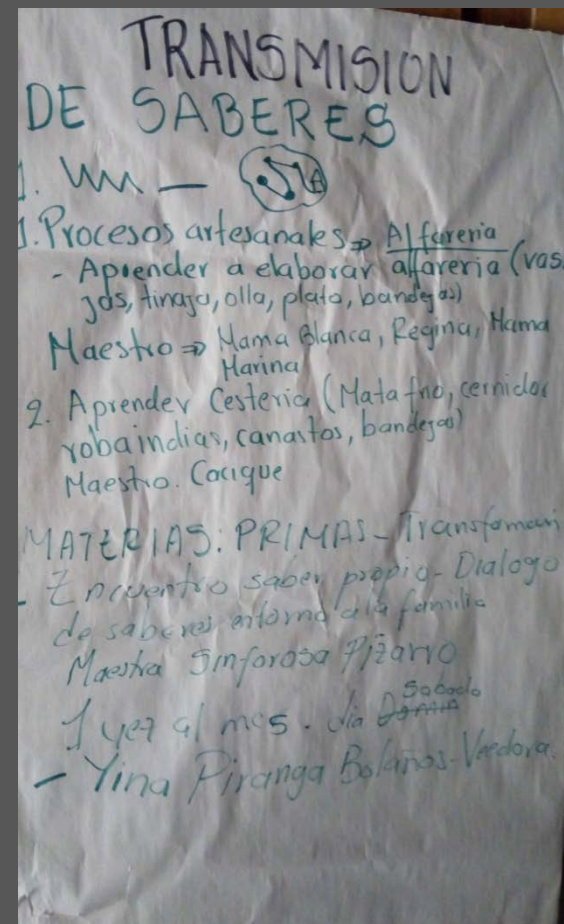 TRANSMISION
DE SABERES
1.
1. Procesos artesanales ⇒ Alfareria
- Aprender a elaborar alfareria (vas
jas, tinaja, olla, plato, bandejas)
Maestro ⇒ Mama Blanca, Regina, Mama
Marina
2. Aprender Cesteria (Matafrio, cernidor
robaindias, canastos, bandejas)
Maestro. Cacique
MATERIAS: PRIMAS - Transfomaci
- Encuentro saber propio - Dialogo
de saberes entorno a la familia
Maestra Sinforosa Pizarro
Sabado
1 vez al mes. dia
- Yina Piranga Bolaños - Veedora.